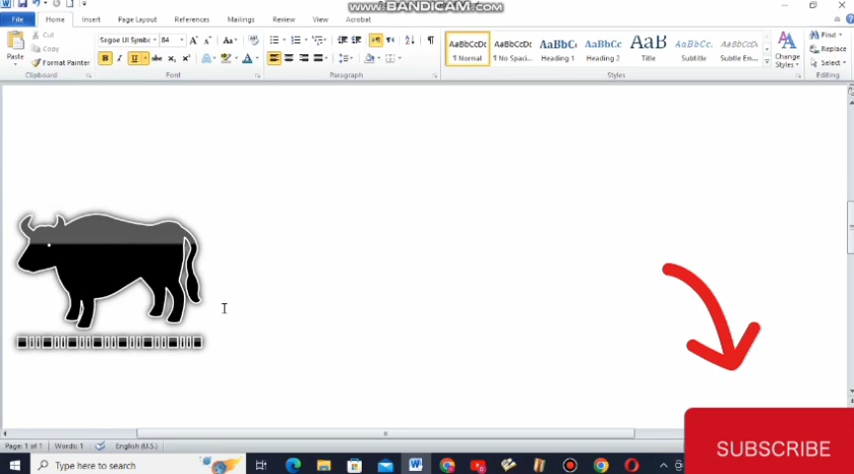 www.BANDICAM.com
File
Home
Insert
Page Layout
References
Mailings
Review
View
Acrobat
Paste
Cut
Copy
Format Painter
Clipboard
Segoe UI Symbc
84
Font
Paragraph
AaBbCcDc
¶ Normal
AaBbCcDc
¶ No Spaci...
AaBbCc
Heading 1
AaBbCc
Heading 2
AaB
Title
AaBbCc.
Subtitle
AaBbCcDc
Subtle Em...
Change
Styles
Styles
Find
Replace
Select
Editing
SUBSCRIBE
Page: 1 of 1
Words: 1
English (U.S.)
Type here to search